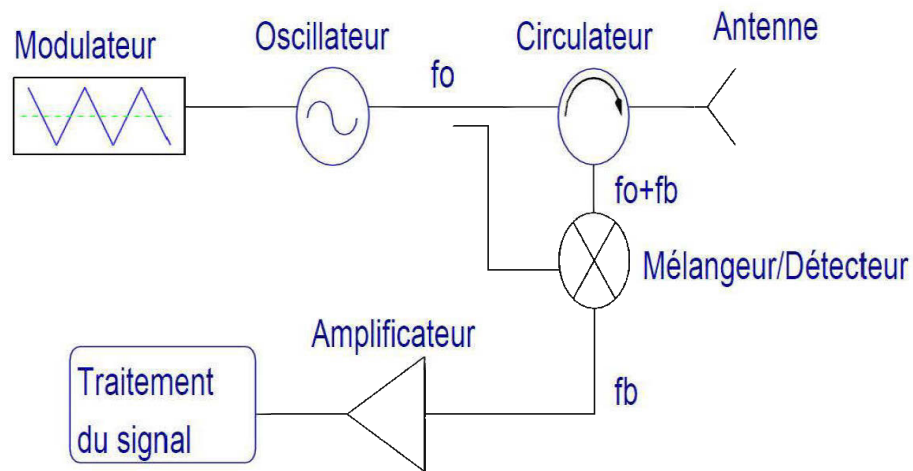 Modulateur
Oscillateur
Circulateur
Antenne
fo
fo+fb
Mélangeur/Détecteur
Amplificateur
fb
Traitement
du signal